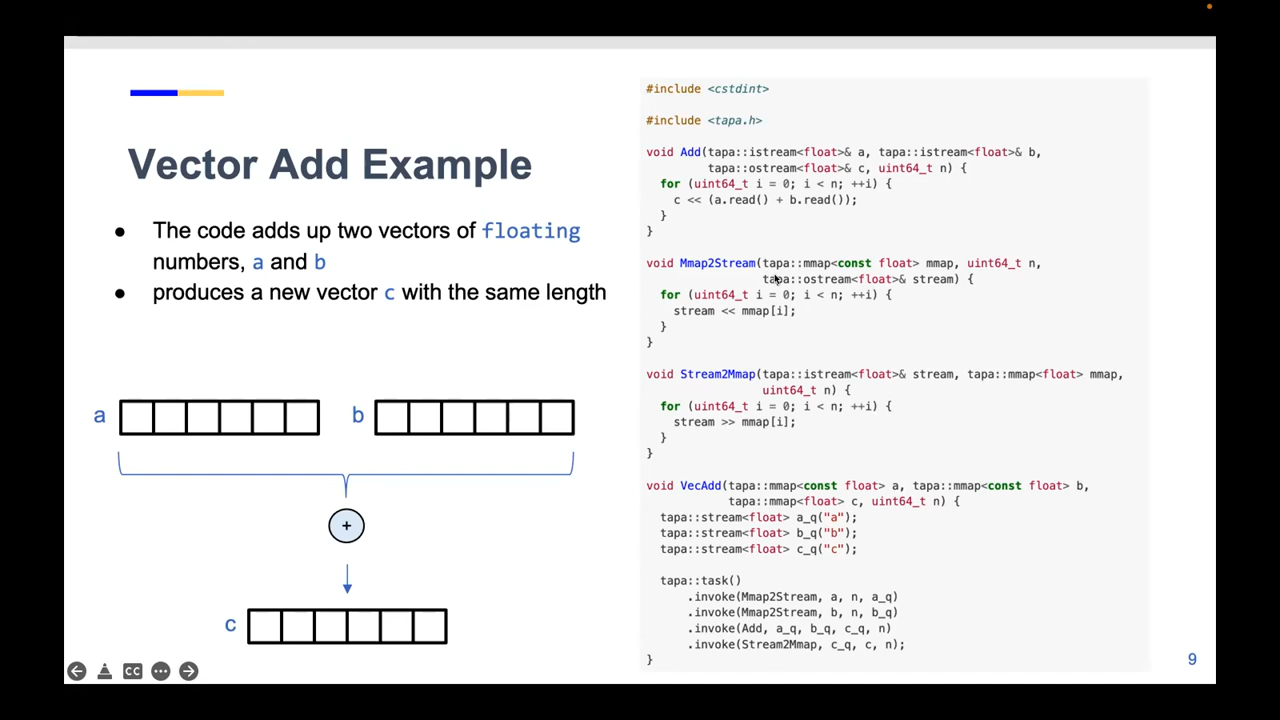 Vector Add Example
● The code adds up two vectors of floating
numbers, a and b
● produces a new vector c with the same length
a
b
+
c
#include <cstdint>
#include <tapa.h>
void Add(tapa::istream<float>& a, tapa::istream<float>& b,
         tapa::ostream<float>& c, uint64_t n) {
  for (uint64_t i = 0; i < n; ++i) {
    c << (a.read() + b.read());
  }
}
void Mmap2Stream(tapa::mmap<const float> mmap, uint64_t n,
                 tapa::ostream<float>& stream) {
  for (uint64_t i = 0; i < n; ++i) {
    stream << mmap[i];
  }
}
void Stream2Mmap(tapa::istream<float>& stream, tapa::mmap<float> mmap,
                 uint64_t n) {
  for (uint64_t i = 0; i < n; ++i) {
    stream >> mmap[i];
  }
}
void VecAdd(tapa::mmap<const float> a, tapa::mmap<const float> b,
            tapa::mmap<float> c, uint64_t n) {
  tapa::stream<float> a_q("a");
  tapa::stream<float> b_q("b");
  tapa::stream<float> c_q("c");
  tapa::task()
      .invoke(Mmap2Stream, a, n, a_q)
      .invoke(Mmap2Stream, b, n, b_q)
      .invoke(Add, a_q, b_q, c_q, n)
      .invoke(Stream2Mmap, c_q, c, n);
}
CC
9